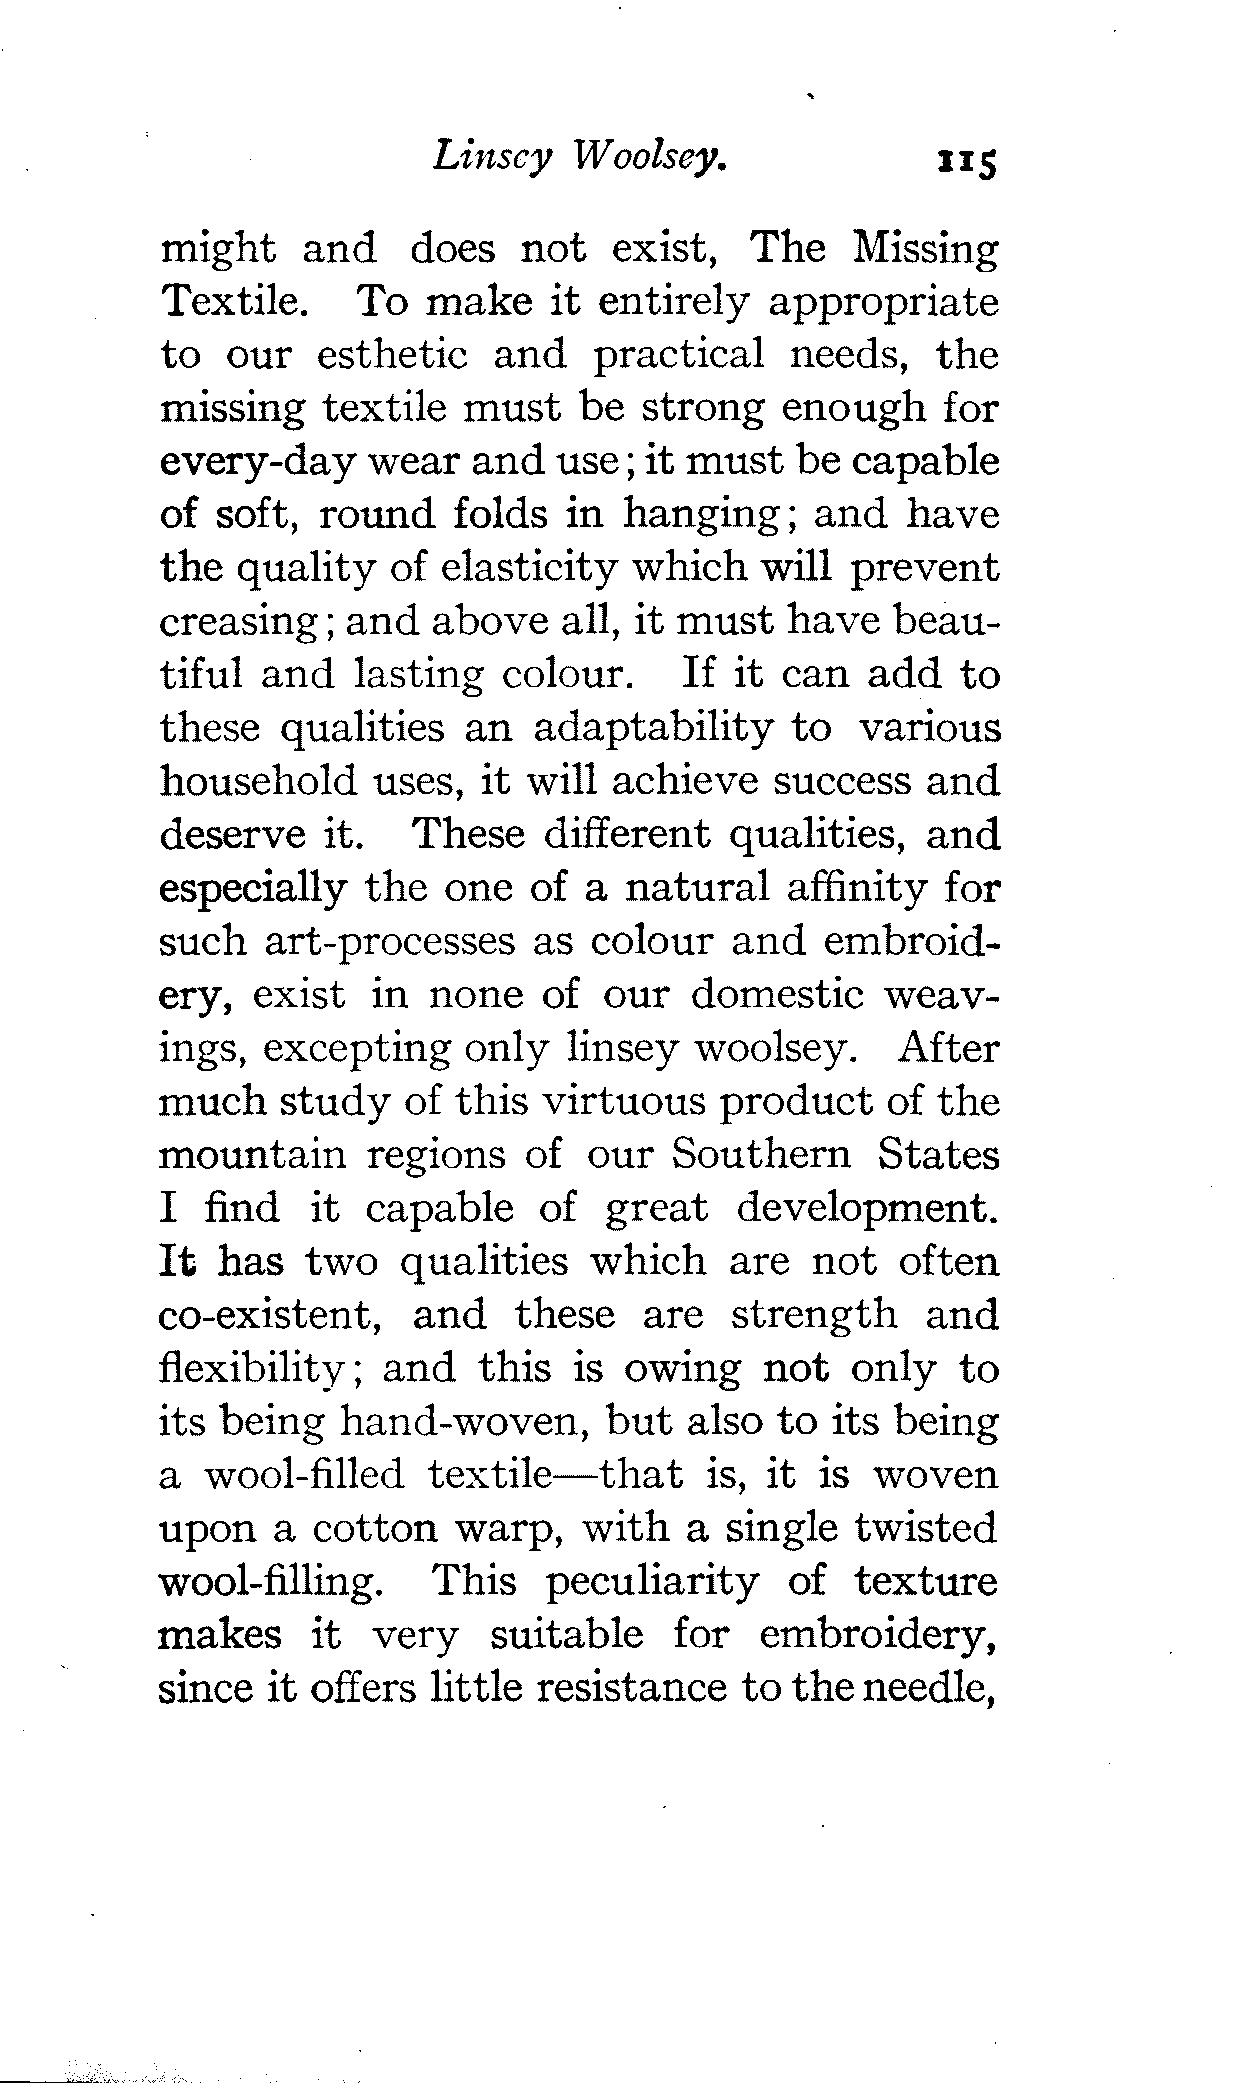 Linscy Woolsey. 115
might and does not exist, The Missing
Textile. To make it entirely appropriate
to our esthetic and practical needs, the
missing textile must be strong enough for
every-day wear and use; it must be capable
of soft, round folds in hanging; and have
the quality of elasticity which will prevent
creasing; and above all, it must have beau-
tiful and lasting colour. If it can add to
these qualities an adaptability to various
household uses, it will achieve success and
deserve it. These different qualities, and
especially the one of a natural affinity for
such art-processes as colour and embroid-
ery, exist in none of our domestic weav-
ings, excepting only linsey woolsey. After
much study of this virtuous product of the
mountain regions of our Southern States
I find it capable of great development.
It has two qualities which are not often
co-existent, and these are strength and
flexibility; and this is owing not only to
its being hand-woven, but also to its being
a wool-filled textile—that is, it is woven
upon a cotton warp, with a single twisted
wool-filling. This peculiarity of texture
makes it very suitable for embroidery,
since it offers little resistance to the needle,